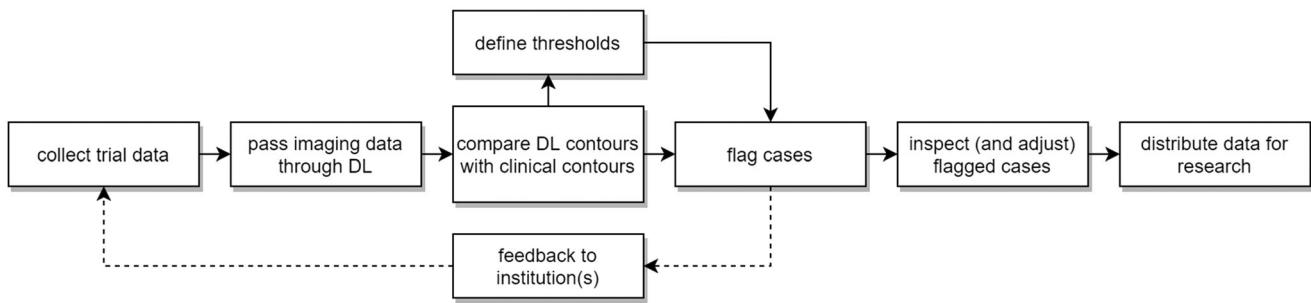 define thresholds
collect trial data
pass imaging data
through DL
compare DL contours
with clinical contours
flag cases
inspect (and adjust)
flagged cases
distribute data for
research
feedback to
institution(s)